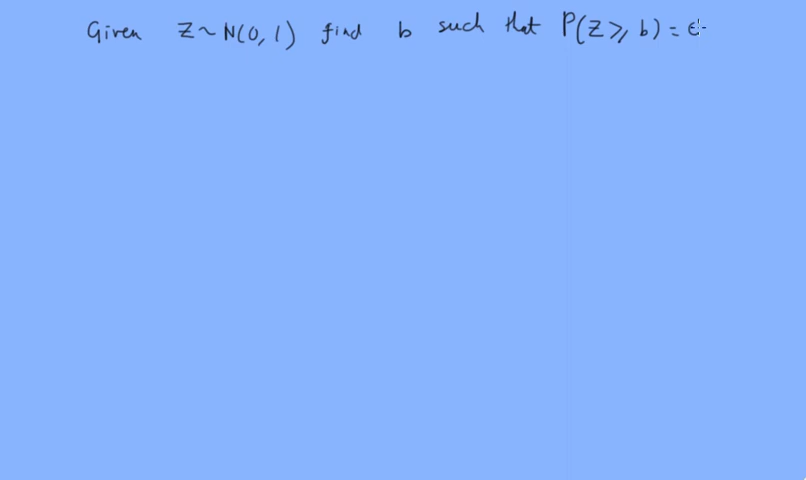 Given Z ~ N(0, 1) find b such that P(Z ⩾ b) =